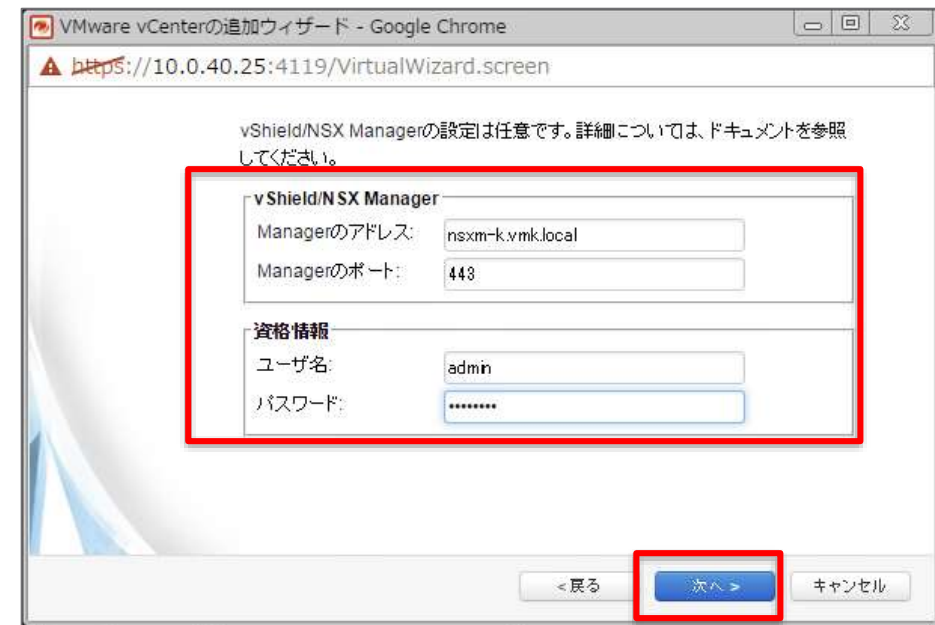 VMware vCenterの追加ウィザード - Google Chrome
https://10.0.40.25:4119/VirtualWizard.screen
vShield/NSX Managerの設定は任意です。詳細については、ドキュメントを参照
してください。
vShield/NSX Manager
Managerのアドレス: nsxm-k.vmk.local
Managerのポート: 443
資格情報
ユーザ名: admin
パスワード: ••••••••
<戻る 次へ > キャンセル